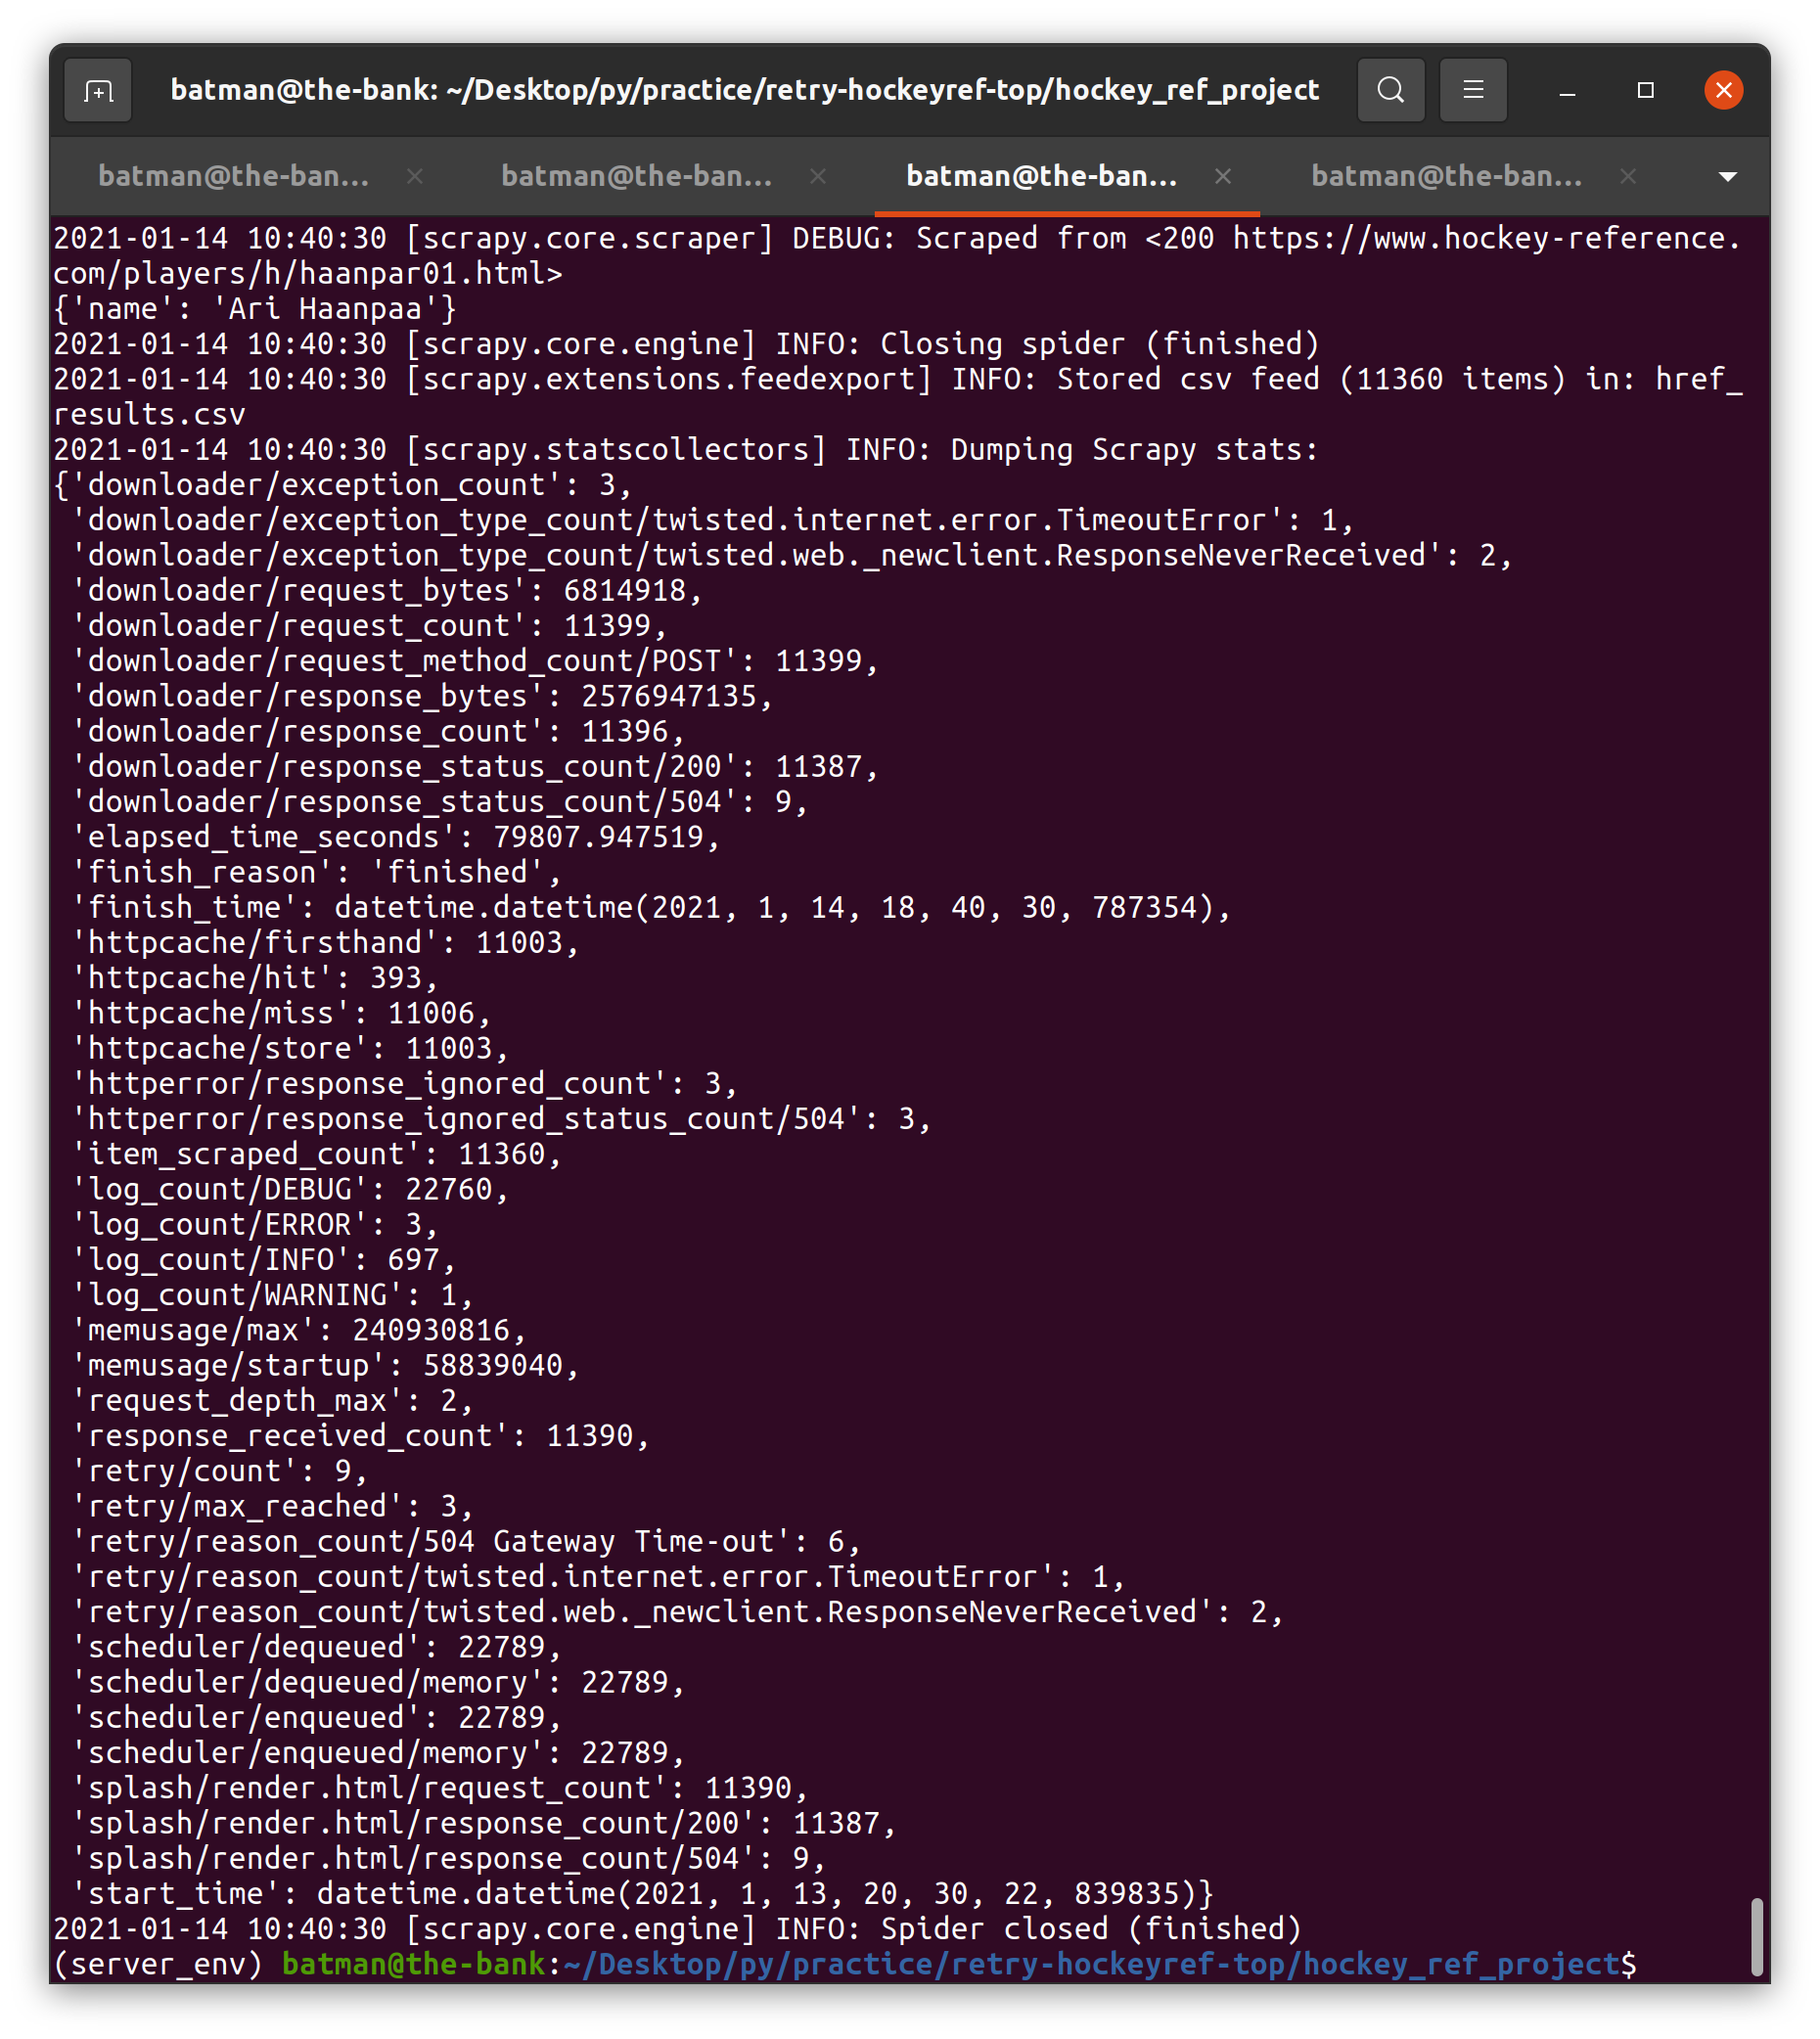 batman@the-bank: ~/Desktop/py/practice/retry-hockeyref-top/hockey_ref_project
batman@the-ban... batman@the-ban... batman@the-ban... batman@the-ban...
2021-01-14 10:40:30 [scrapy.core.scraper] DEBUG: Scraped from <200 https://www.hockey-reference.
com/players/h/haanpar01.html>
{'name': 'Ari Haanpaa'}
2021-01-14 10:40:30 [scrapy.core.engine] INFO: Closing spider (finished)
2021-01-14 10:40:30 [scrapy.extensions.feedexport] INFO: Stored csv feed (11360 items) in: href_
results.csv
2021-01-14 10:40:30 [scrapy.statscollectors] INFO: Dumping Scrapy stats:
{'downloader/exception_count': 3,
 'downloader/exception_type_count/twisted.internet.error.TimeoutError': 1,
 'downloader/exception_type_count/twisted.web._newclient.ResponseNeverReceived': 2,
 'downloader/request_bytes': 6814918,
 'downloader/request_count': 11399,
 'downloader/request_method_count/POST': 11399,
 'downloader/response_bytes': 2576947135,
 'downloader/response_count': 11396,
 'downloader/response_status_count/200': 11387,
 'downloader/response_status_count/504': 9,
 'elapsed_time_seconds': 79807.947519,
 'finish_reason': 'finished',
 'finish_time': datetime.datetime(2021, 1, 14, 18, 40, 30, 787354),
 'httpcache/firsthand': 11003,
 'httpcache/hit': 393,
 'httpcache/miss': 11006,
 'httpcache/store': 11003,
 'httperror/response_ignored_count': 3,
 'httperror/response_ignored_status_count/504': 3,
 'item_scraped_count': 11360,
 'log_count/DEBUG': 22760,
 'log_count/ERROR': 3,
 'log_count/INFO': 697,
 'log_count/WARNING': 1,
 'memusage/max': 240930816,
 'memusage/startup': 58839040,
 'request_depth_max': 2,
 'response_received_count': 11390,
 'retry/count': 9,
 'retry/max_reached': 3,
 'retry/reason_count/504 Gateway Time-out': 6,
 'retry/reason_count/twisted.internet.error.TimeoutError': 1,
 'retry/reason_count/twisted.web._newclient.ResponseNeverReceived': 2,
 'scheduler/dequeued': 22789,
 'scheduler/dequeued/memory': 22789,
 'scheduler/enqueued': 22789,
 'scheduler/enqueued/memory': 22789,
 'splash/render.html/request_count': 11390,
 'splash/render.html/response_count/200': 11387,
 'splash/render.html/response_count/504': 9,
 'start_time': datetime.datetime(2021, 1, 13, 20, 30, 22, 839835)}
2021-01-14 10:40:30 [scrapy.core.engine] INFO: Spider closed (finished)
(server_env) batman@the-bank:~/Desktop/py/practice/retry-hockeyref-top/hockey_ref_project$